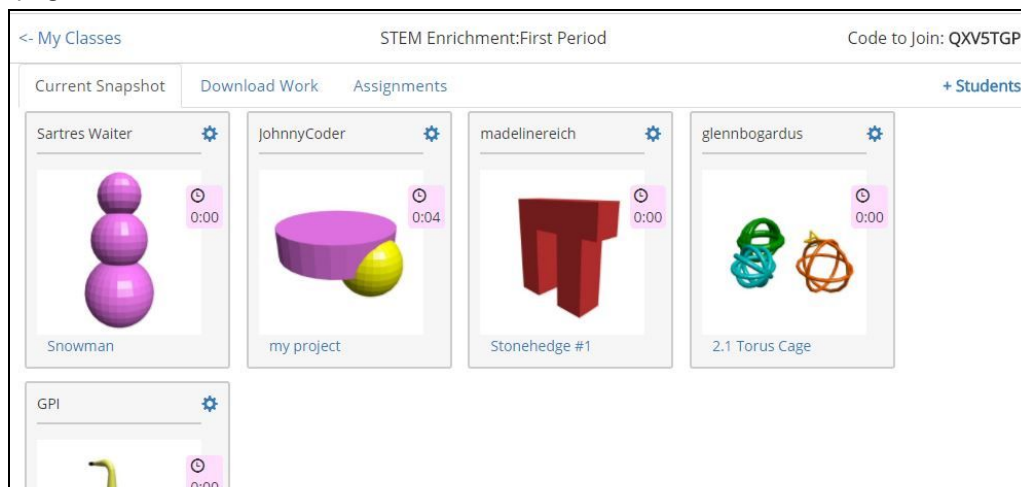 <- My Classes
STEM Enrichment:First Period
Code to Join: QXV5TGP
Current Snapshot
Download Work
Assignments
+ Students
Sartres Waiter
0:00
Snowman
JohnnyCoder
0:04
my project
madelinereich
0:00
Stonehedge #1
glennbogardus
0:00
2.1 Torus Cage
GPI
0:00